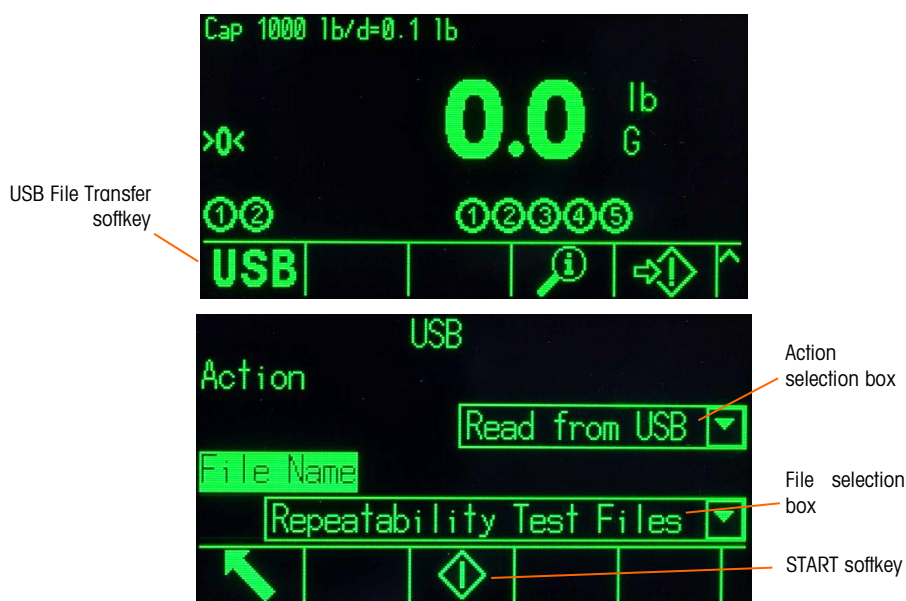 Cap 1000 lb/d=0.1 lb
0.0 lb
>0< G
USB File Transfer
softkey
①② ①②③④⑤
USB
USB
Action
Action
selection box
Read from USB
File Name
File selection
box
Repeatability Test Files
START softkey